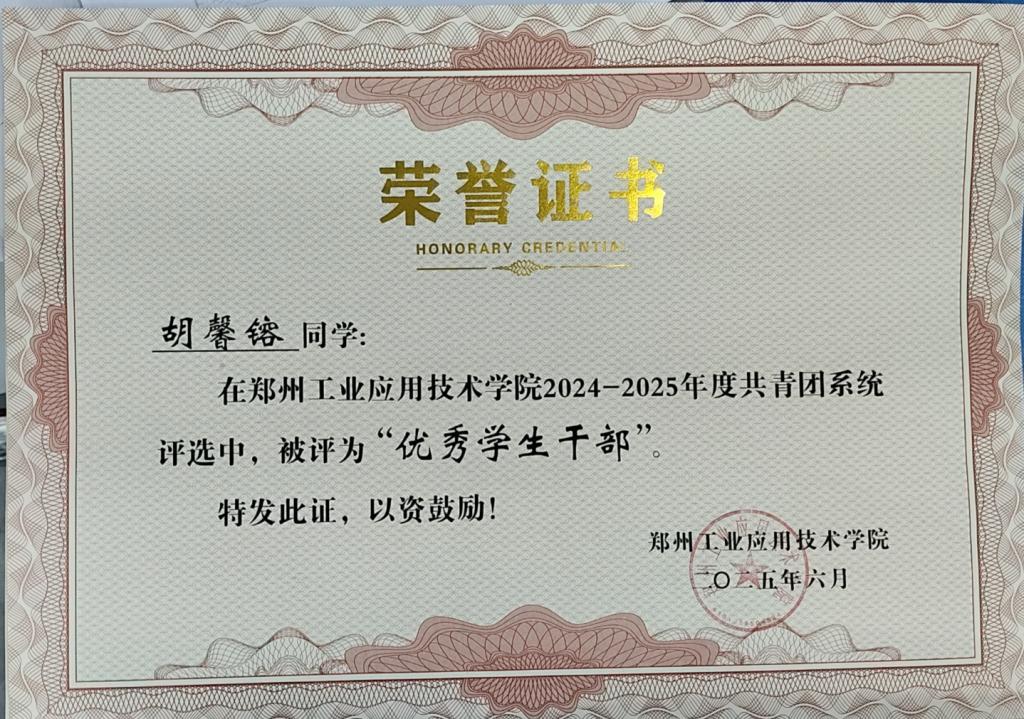 荣誉证书
HONORARY CREDENTIAL
胡馨镕 同学:
在郑州工业应用技术学院2024-2025年度共青团系统
评选中，被评为“优秀学生干部”。
特发此证，以资鼓励！
郑州工业应用技术学院
二〇二五年六月